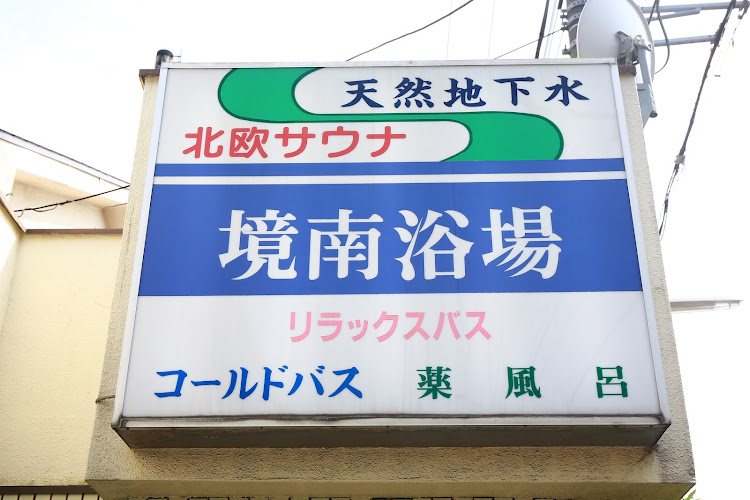 天然地下水
北欧サウナ
境南浴場
リラックスバス
コールドバス 薬風呂